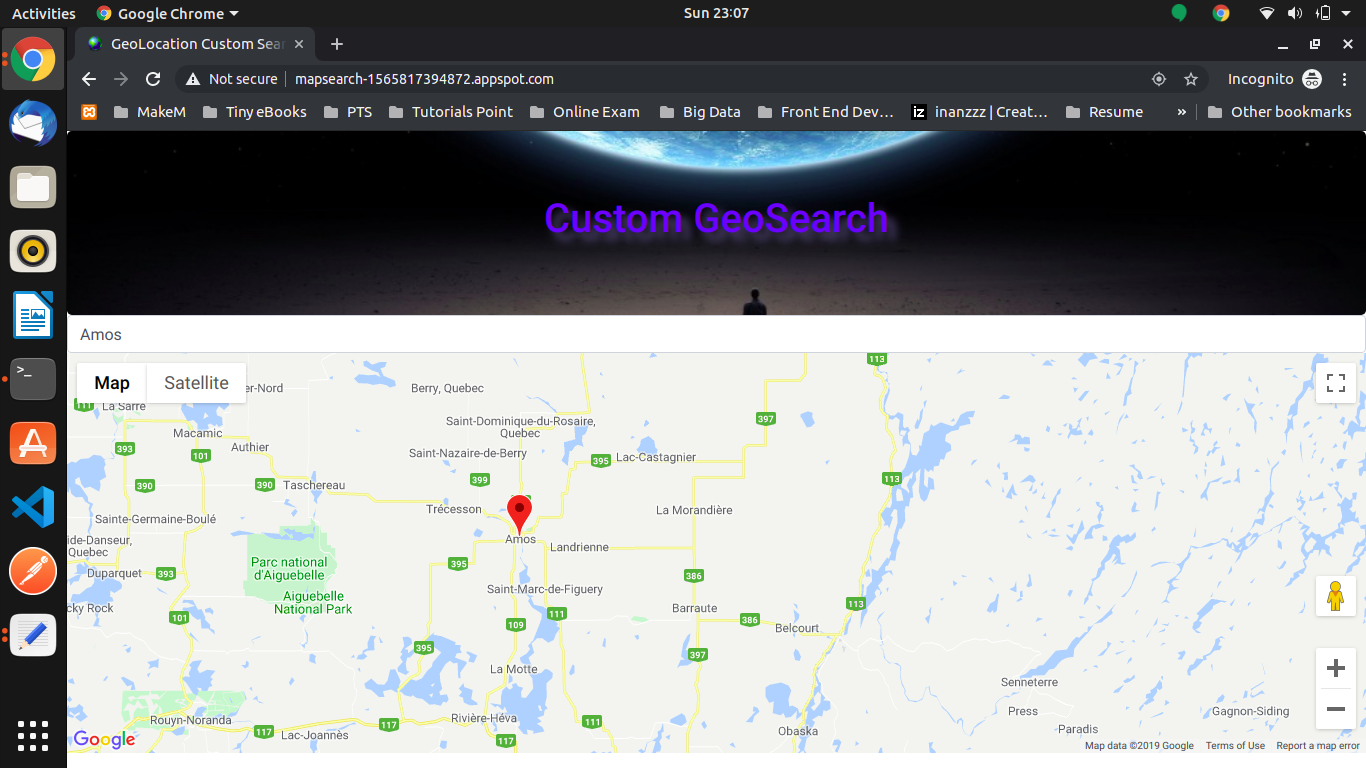 Activities
Google Chrome
Sun 23:07
GeoLocation Custom Sear
Not secure
mapsearch-1565817394872.appspot.com
Incognito
MakeM
Tiny eBooks
PTS
Tutorials Point
Online Exam
Big Data
Front End Dev…
iz
inanzzz | Creat…
Resume
»
Other bookmarks
Custom GeoSearch
Amos
Map
Satellite
er-Nord
Berry, Quebec
113
111
La Sarre
397
Saint-Dominique-du-Rosaire,
Quebec
Macamic
393
Authier
101
Saint-Nazaire-de-Berry
395
Lac-Castagnier
399
113
390
390
Taschereau
Trécesson
La Morandière
Sainte-Germaine-Boulé
ide-Danseur,
Quebec
Amos
Landrienne
Parc national
d'Aiguebelle
395
Duparquet
393
386
Saint-Marc-de-Figuery
Aiguebelle
National Park
cky Rock
101
111
Barraute
113
109
386
Belcourt
395
397
La Motte
Senneterre
Rouyn-Noranda
Rivière-Héva
Press
Gagnon-Siding
117
117
111
Lac-Joannès
117
Obaska
Paradis
Google
Map data ©2019 Google
Terms of Use
Report a map error
>_